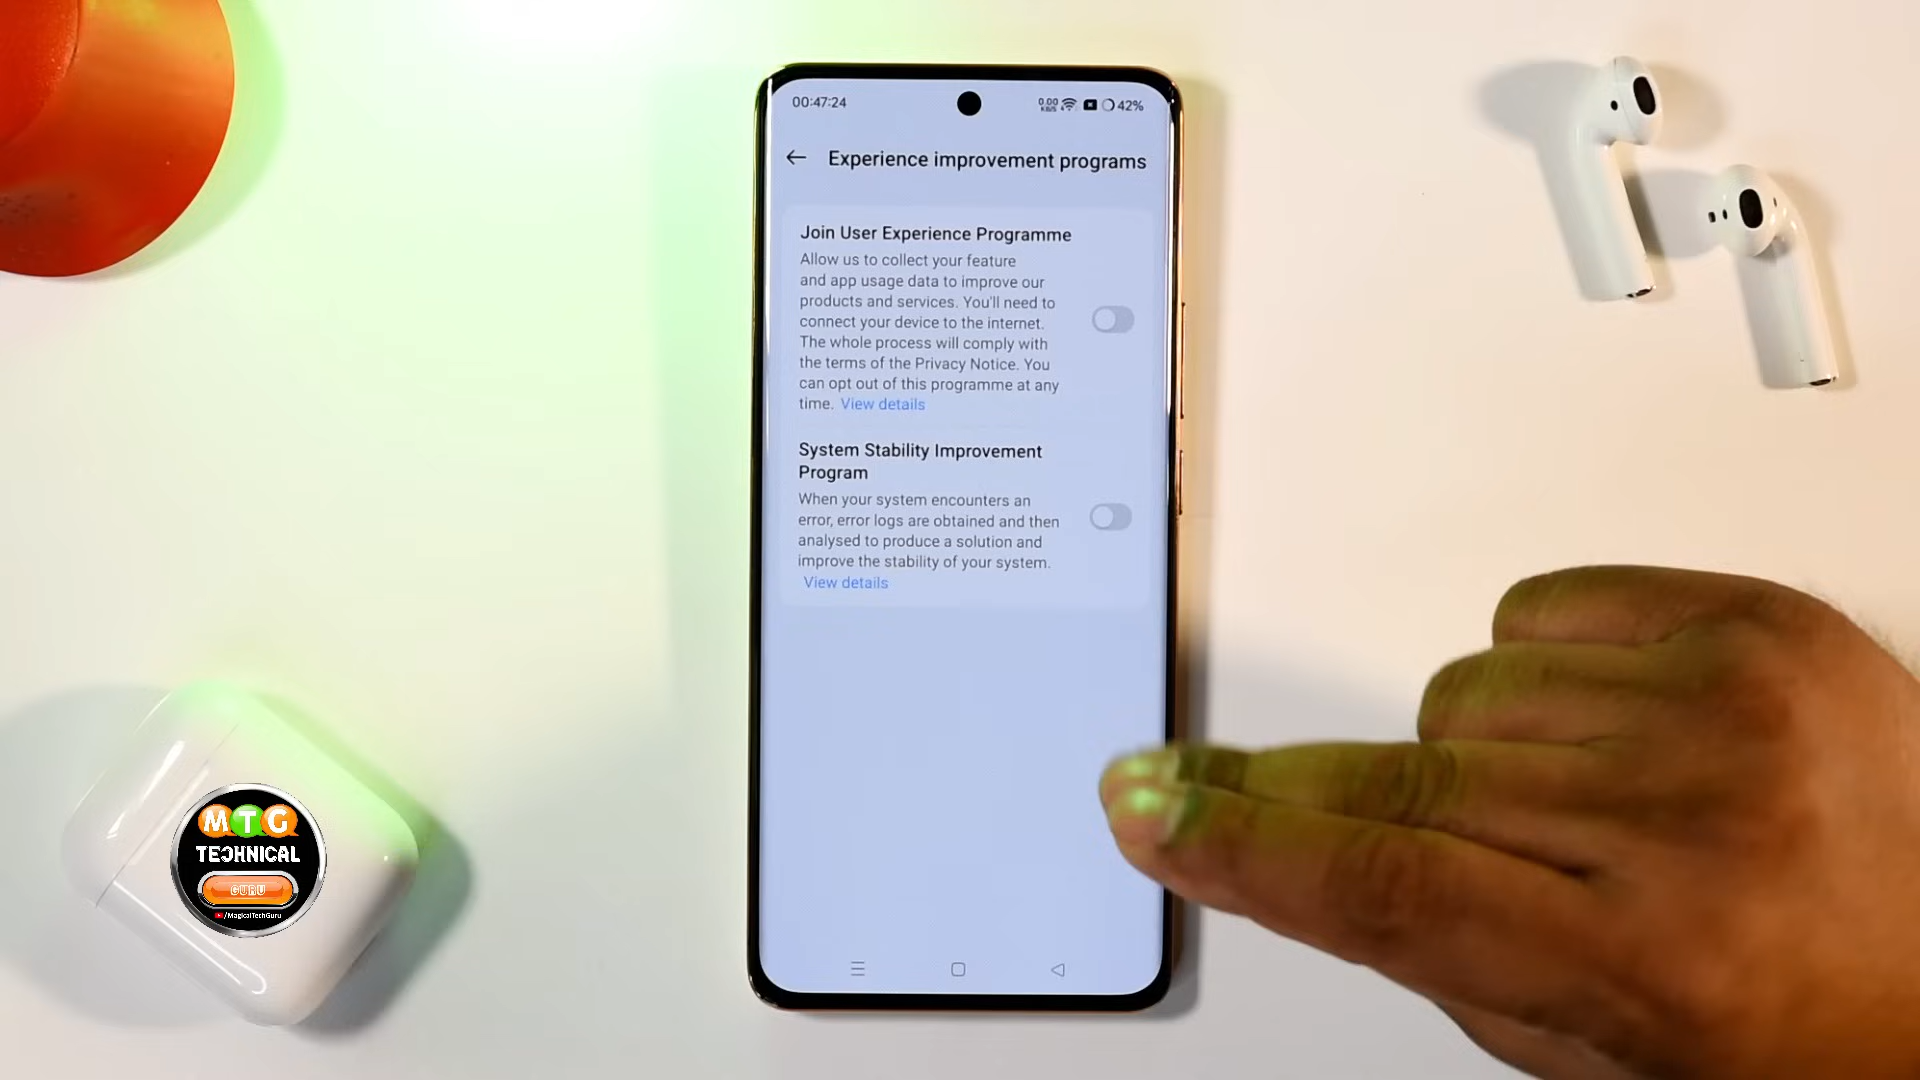 00:47:24
0.00
KB/S
42%
Experience improvement programs
Join User Experience Programme
Allow us to collect your feature
and app usage data to improve our
products and services. You'll need to
connect your device to the internet.
The whole process will comply with
the terms of the Privacy Notice. You
can opt out of this programme at any
time. View details
System Stability Improvement
Program
When your system encounters an
error, error logs are obtained and then
analysed to produce a solution and
improve the stability of your system.
View details
MTG
TECHNICAL
GURU
/MagicalTechGuru